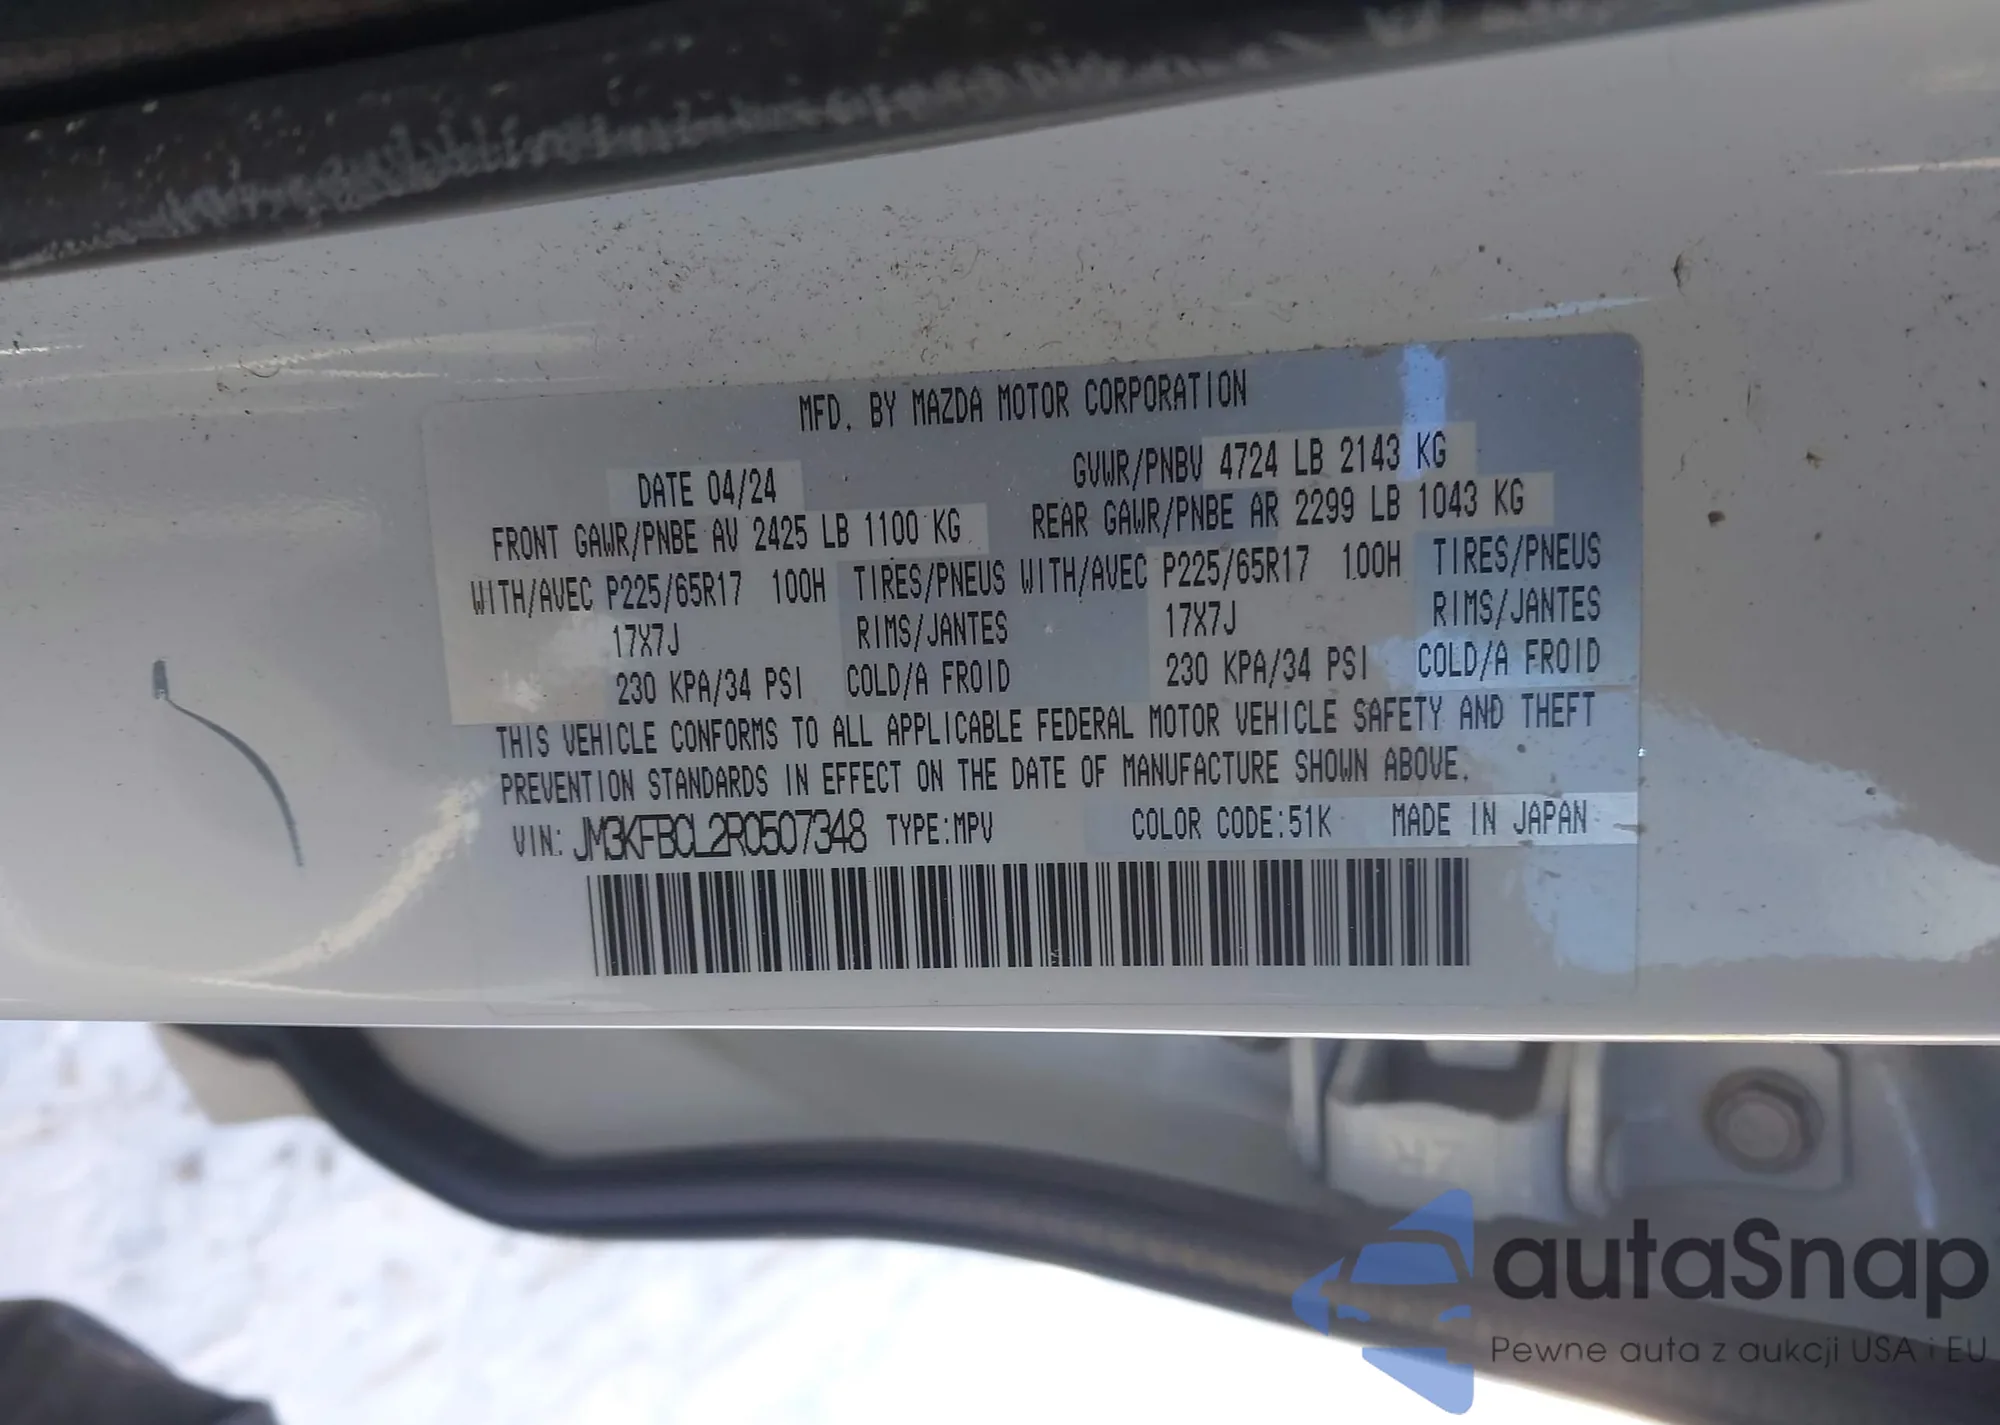 MFD. BY MAZDA MOTOR CORPORATION
DATE 04/24 GVWR/PNBV 4724 LB 2143 KG
FRONT GAWR/PNBE AV 2425 LB 1100 KG REAR GAWR/PNBE AR 2299 LB 1043 KG
WITH/AVEC P225/65R17 100H TIRES/PNEUS WITH/AVEC P225/65R17 100H TIRES/PNEUS
17X7J RIMS/JANTES 17X7J RIMS/JANTES
230 KPA/34 PSI COLD/A FROID 230 KPA/34 PSI COLD/A FROID
THIS VEHICLE CONFORMS TO ALL APPLICABLE FEDERAL MOTOR VEHICLE SAFETY AND THEFT
PREVENTION STANDARDS IN EFFECT ON THE DATE OF MANUFACTURE SHOWN ABOVE.
VIN: JM3KFBCL2R0507348 TYPE:MPV COLOR CODE:51K MADE IN JAPAN
autaSnap
Pewne auta z aukcji USA i EU